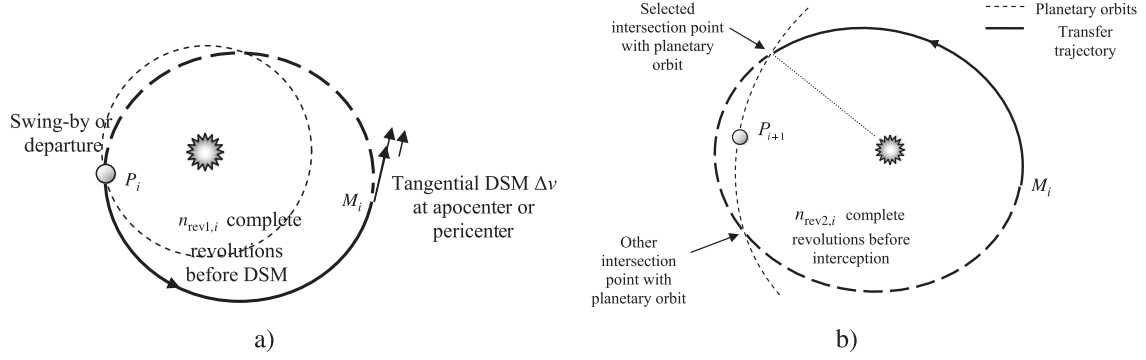 Swing-by or
departure
P_i
M_i
n_rev1,i complete
revolutions
before DSM
Tangential DSM Δv
at apocenter or
pericenter
a)
Selected
intersection point
with planetary
orbit
Planetary orbits
Transfer
trajectory
P_i+1
M_i
n_rev2,i complete
revolutions before
interception
Other
intersection
point with
planetary orbit
b)